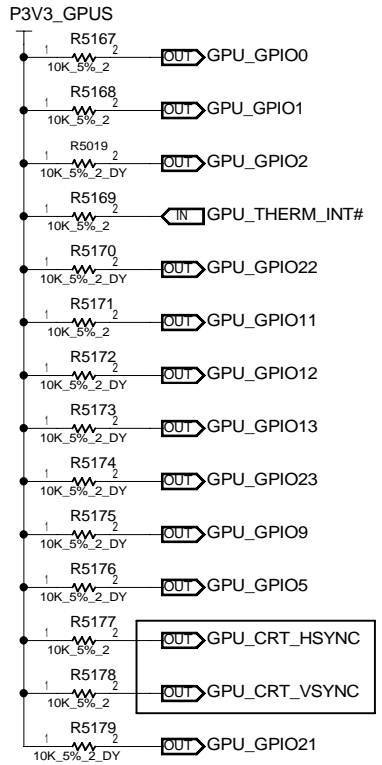 P3V3_GPUS
R5167
1 2 OUT GPU_GPIO0
10K_5%_2
R5168
1 2 OUT GPU_GPIO1
10K_5%_2
R5019
1 2 OUT GPU_GPIO2
10K_5%_2_DY
R5169
1 2 IN GPU_THERM_INT#
10K_5%_2
R5170
1 2 OUT GPU_GPIO22
10K_5%_2_DY
R5171
1 2 OUT GPU_GPIO11
10K_5%_2
R5172
1 2 OUT GPU_GPIO12
10K_5%_2_DY
R5173
1 2 OUT GPU_GPIO13
10K_5%_2_DY
R5174
1 2 OUT GPU_GPIO23
10K_5%_2_DY
R5175
1 2 OUT GPU_GPIO9
10K_5%_2_DY
R5176
1 2 OUT GPU_GPIO5
10K_5%_2_DY
R5177
1 2 OUT GPU_CRT_HSYNC
10K_5%_2
R5178
1 2 OUT GPU_CRT_VSYNC
10K_5%_2
R5179
1 2 OUT GPU_GPIO21
10K_5%_2_DY